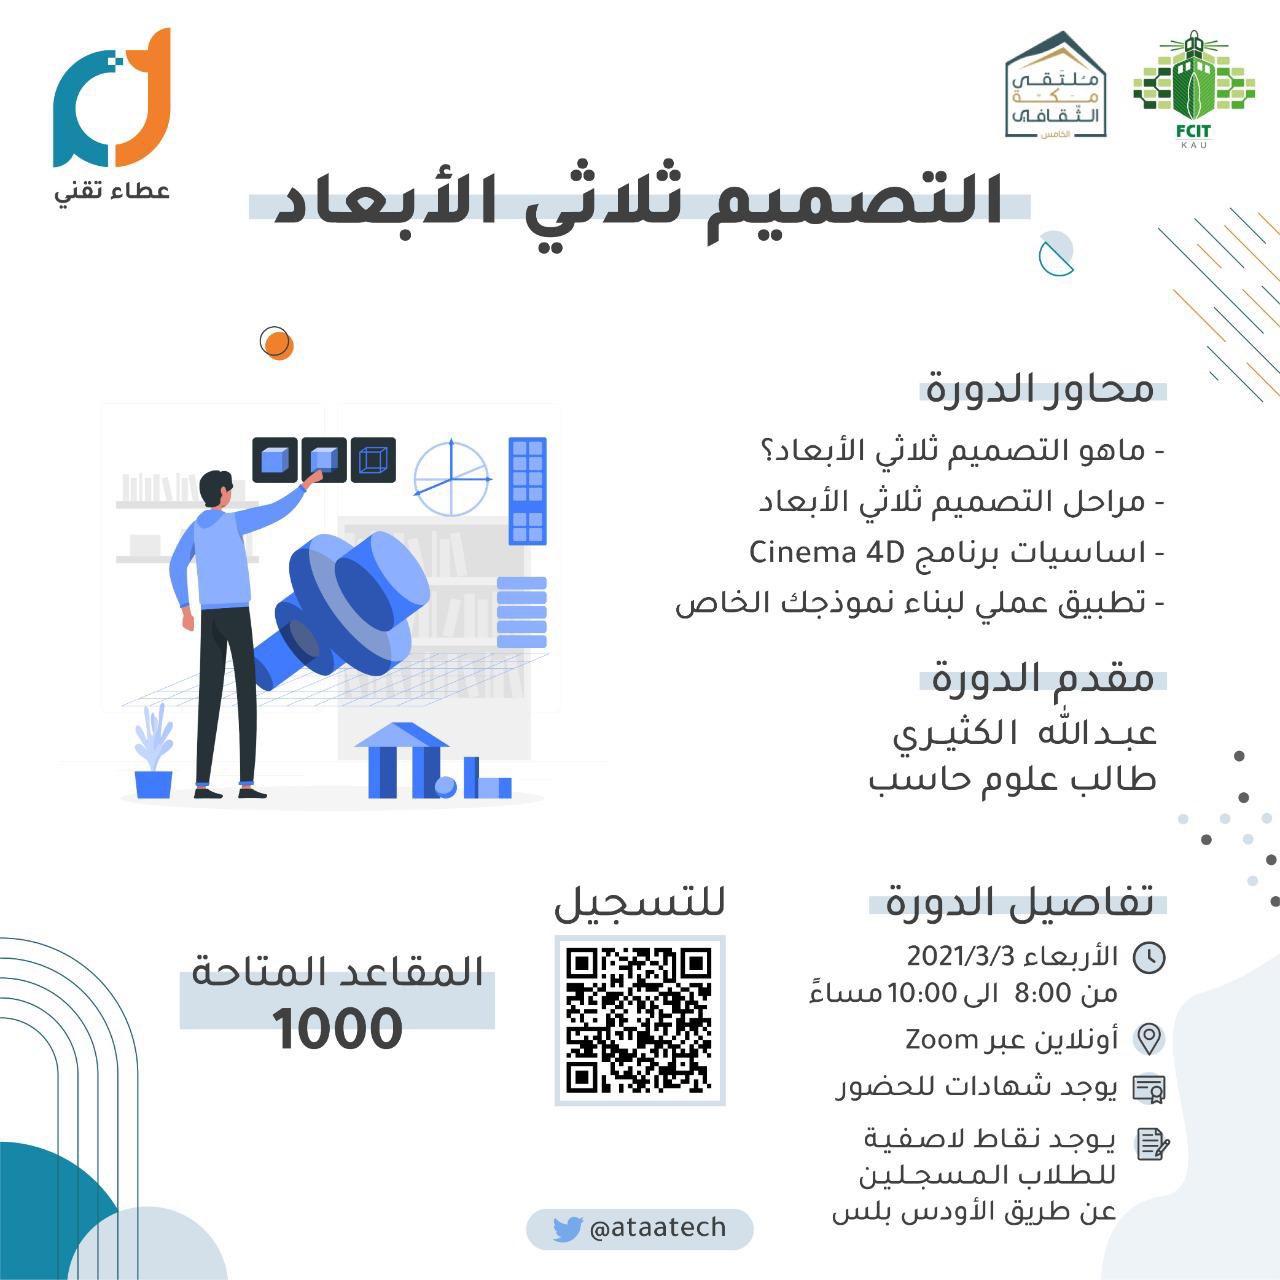 عطاء تقني
ملتقى
مكة
الثقافي
الخامس
FCIT
KAU
التصميم ثلاثي الأبعاد
محاور الدورة
- ماهو التصميم ثلاثي الأبعاد؟
- مراحل التصميم ثلاثي الأبعاد
- اساسيات برنامج Cinema 4D
- تطبيق عملي لبناء نموذجك الخاص
مقدم الدورة
عبدالله الكثيري
طالب علوم حاسب
تفاصيل الدورة
الأربعاء 2021/3/3
من 8:00 الى 10:00 مساءً
أونلاين عبر Zoom
يوجد شهادات للحضور
يوجد نقاط لاصفية
للطلاب المسجلين
عن طريق الأودس بلس
للتسجيل
المقاعد المتاحة
1000
@ataatech